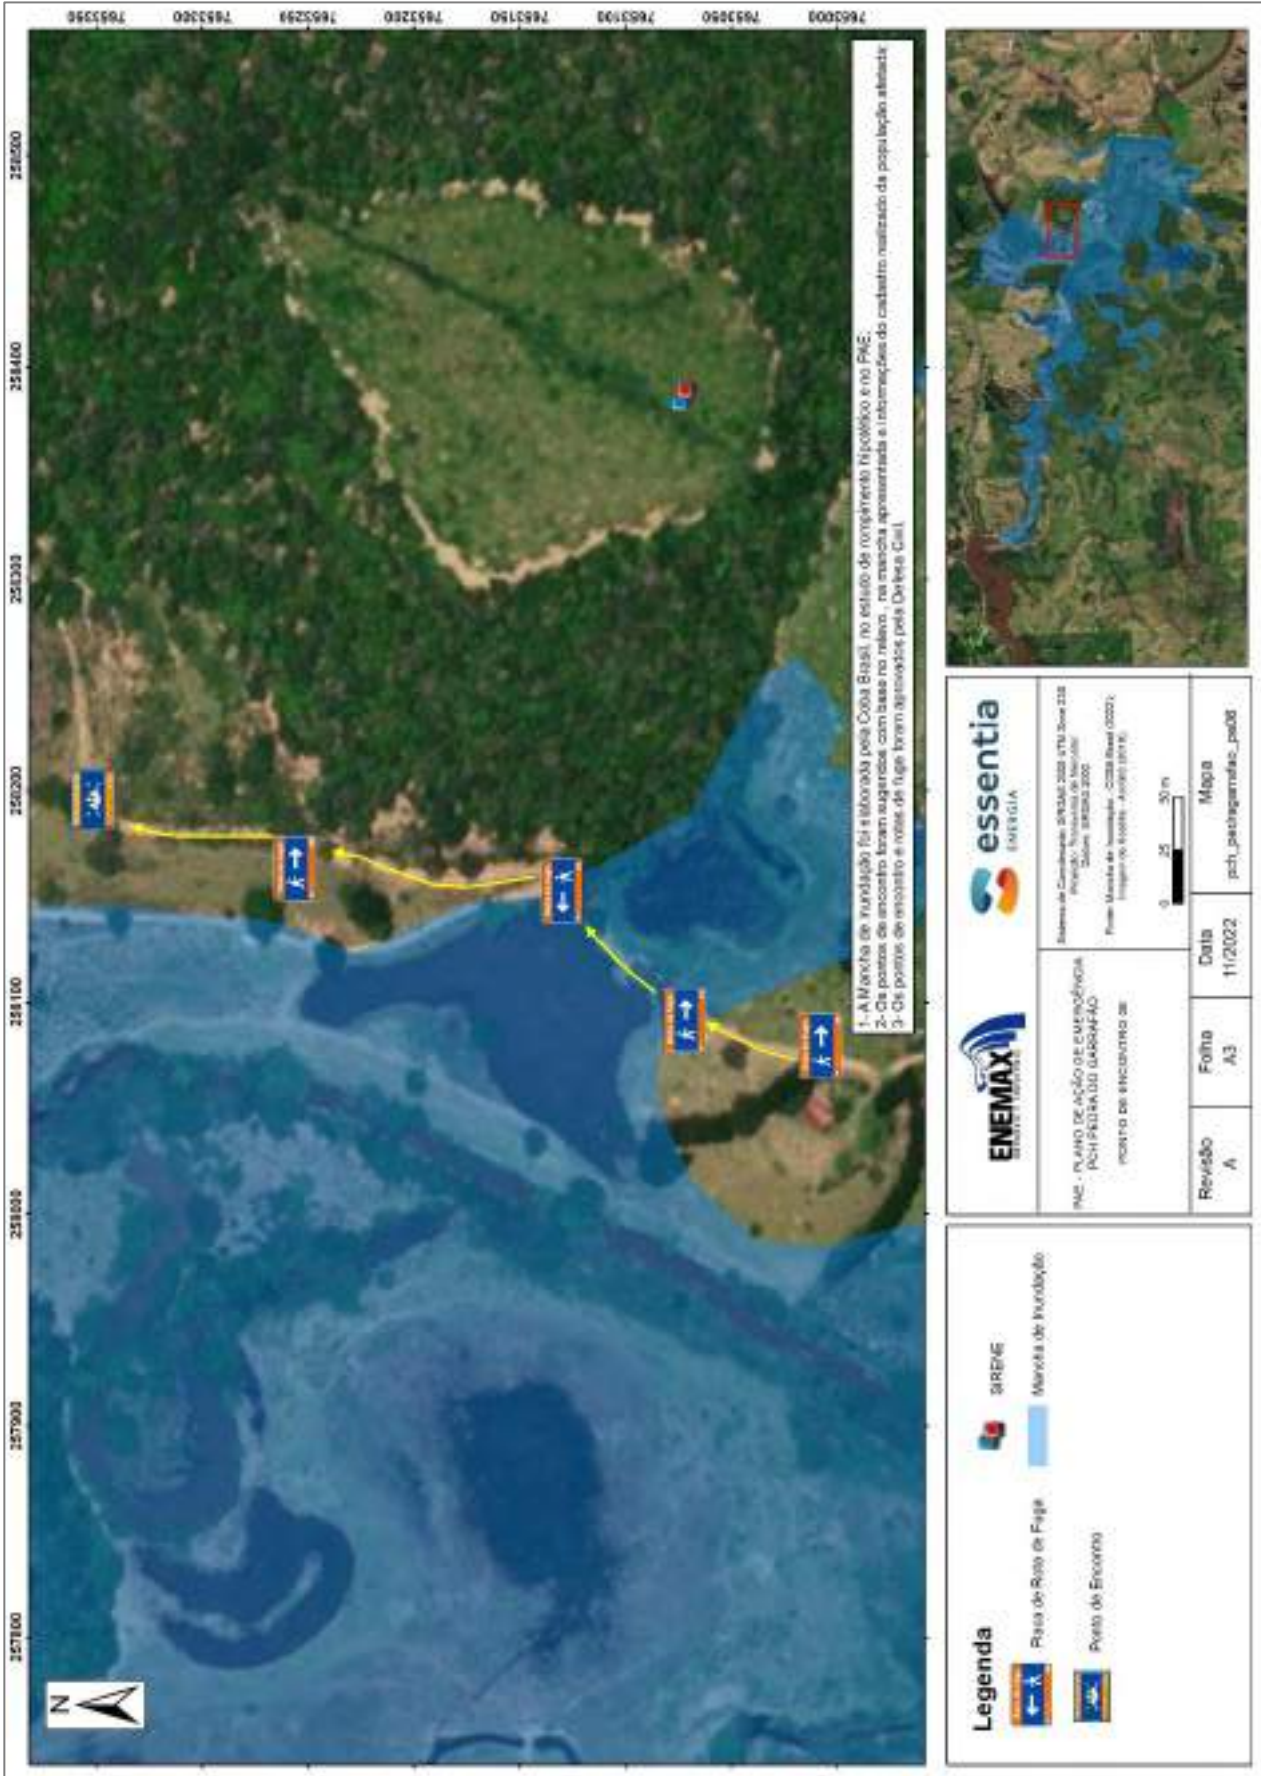 257800
257900
258000
258100
258200
258300
258400
258500
7653350
7653300
7653250
7653200
7653150
7653100
7653050
7653000
N
1- A Mancha de inundação foi elaborada pela Coba Brasil, no estudo de rompimento hipotético e no PAE;
2- Os pontos de encontro foram sugeridos com base no relevo, na mancha apresentada e informações do cadastro realizado da população afetada;
3- Os pontos de encontro e rotas de fuga foram aprovados pela Defesa Civil.
Legenda
Placa de Rota de Fuga
SIRENE
Ponto de Encontro
Mancha de Inundação
ENEMAX
essentia
ENERGIA
PAE - PLANO DE AÇÃO DE EMERGÊNCIA
PCH PEDRA DO GARRAFÃO
PONTO DE ENCONTRO
0 25 50 m
Revisão
A
Folha
A3
Data
11/2022
Mapa
pch_pedragarrafao_pe08